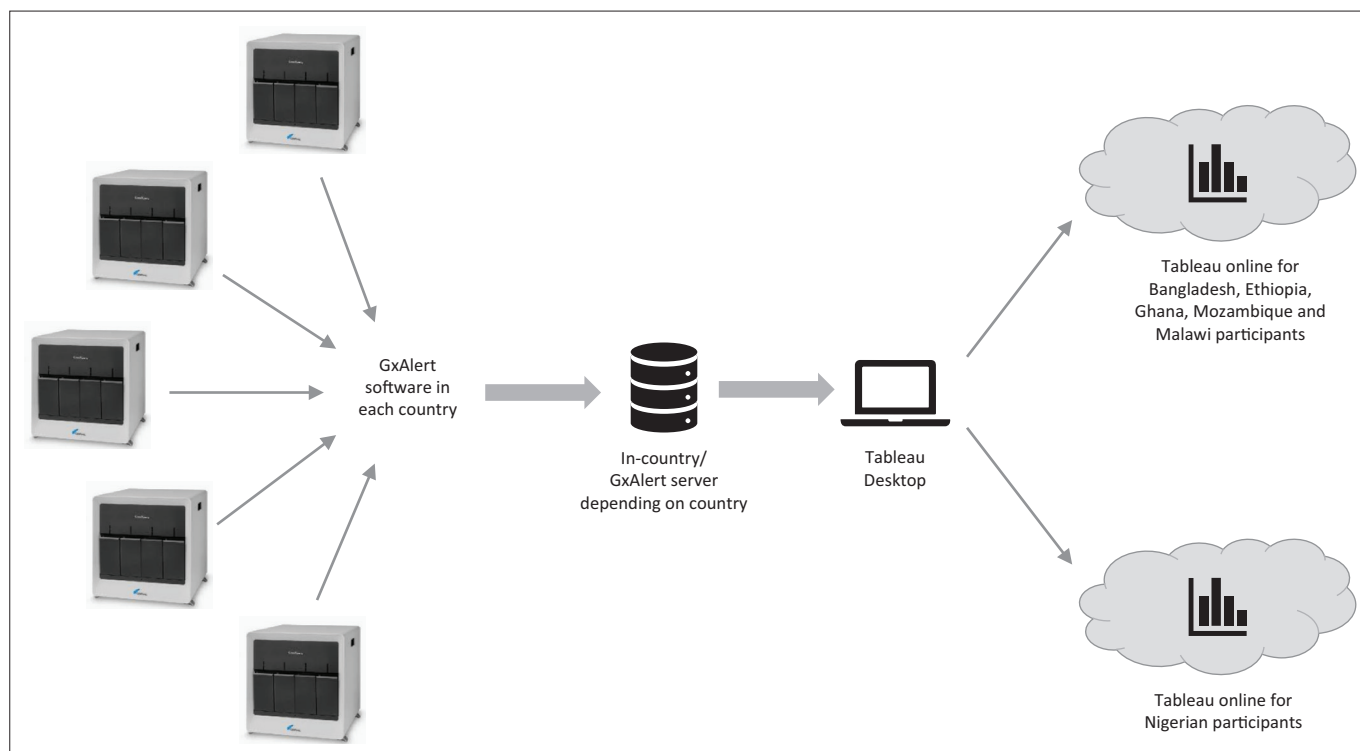 GxAlert
software in
each country
In-country/
GxAlert server
depending on country
Tableau
Desktop
Tableau online for
Bangladesh, Ethiopia,
Ghana, Mozambique and
Malawi participants
Tableau online for
Nigerian participants